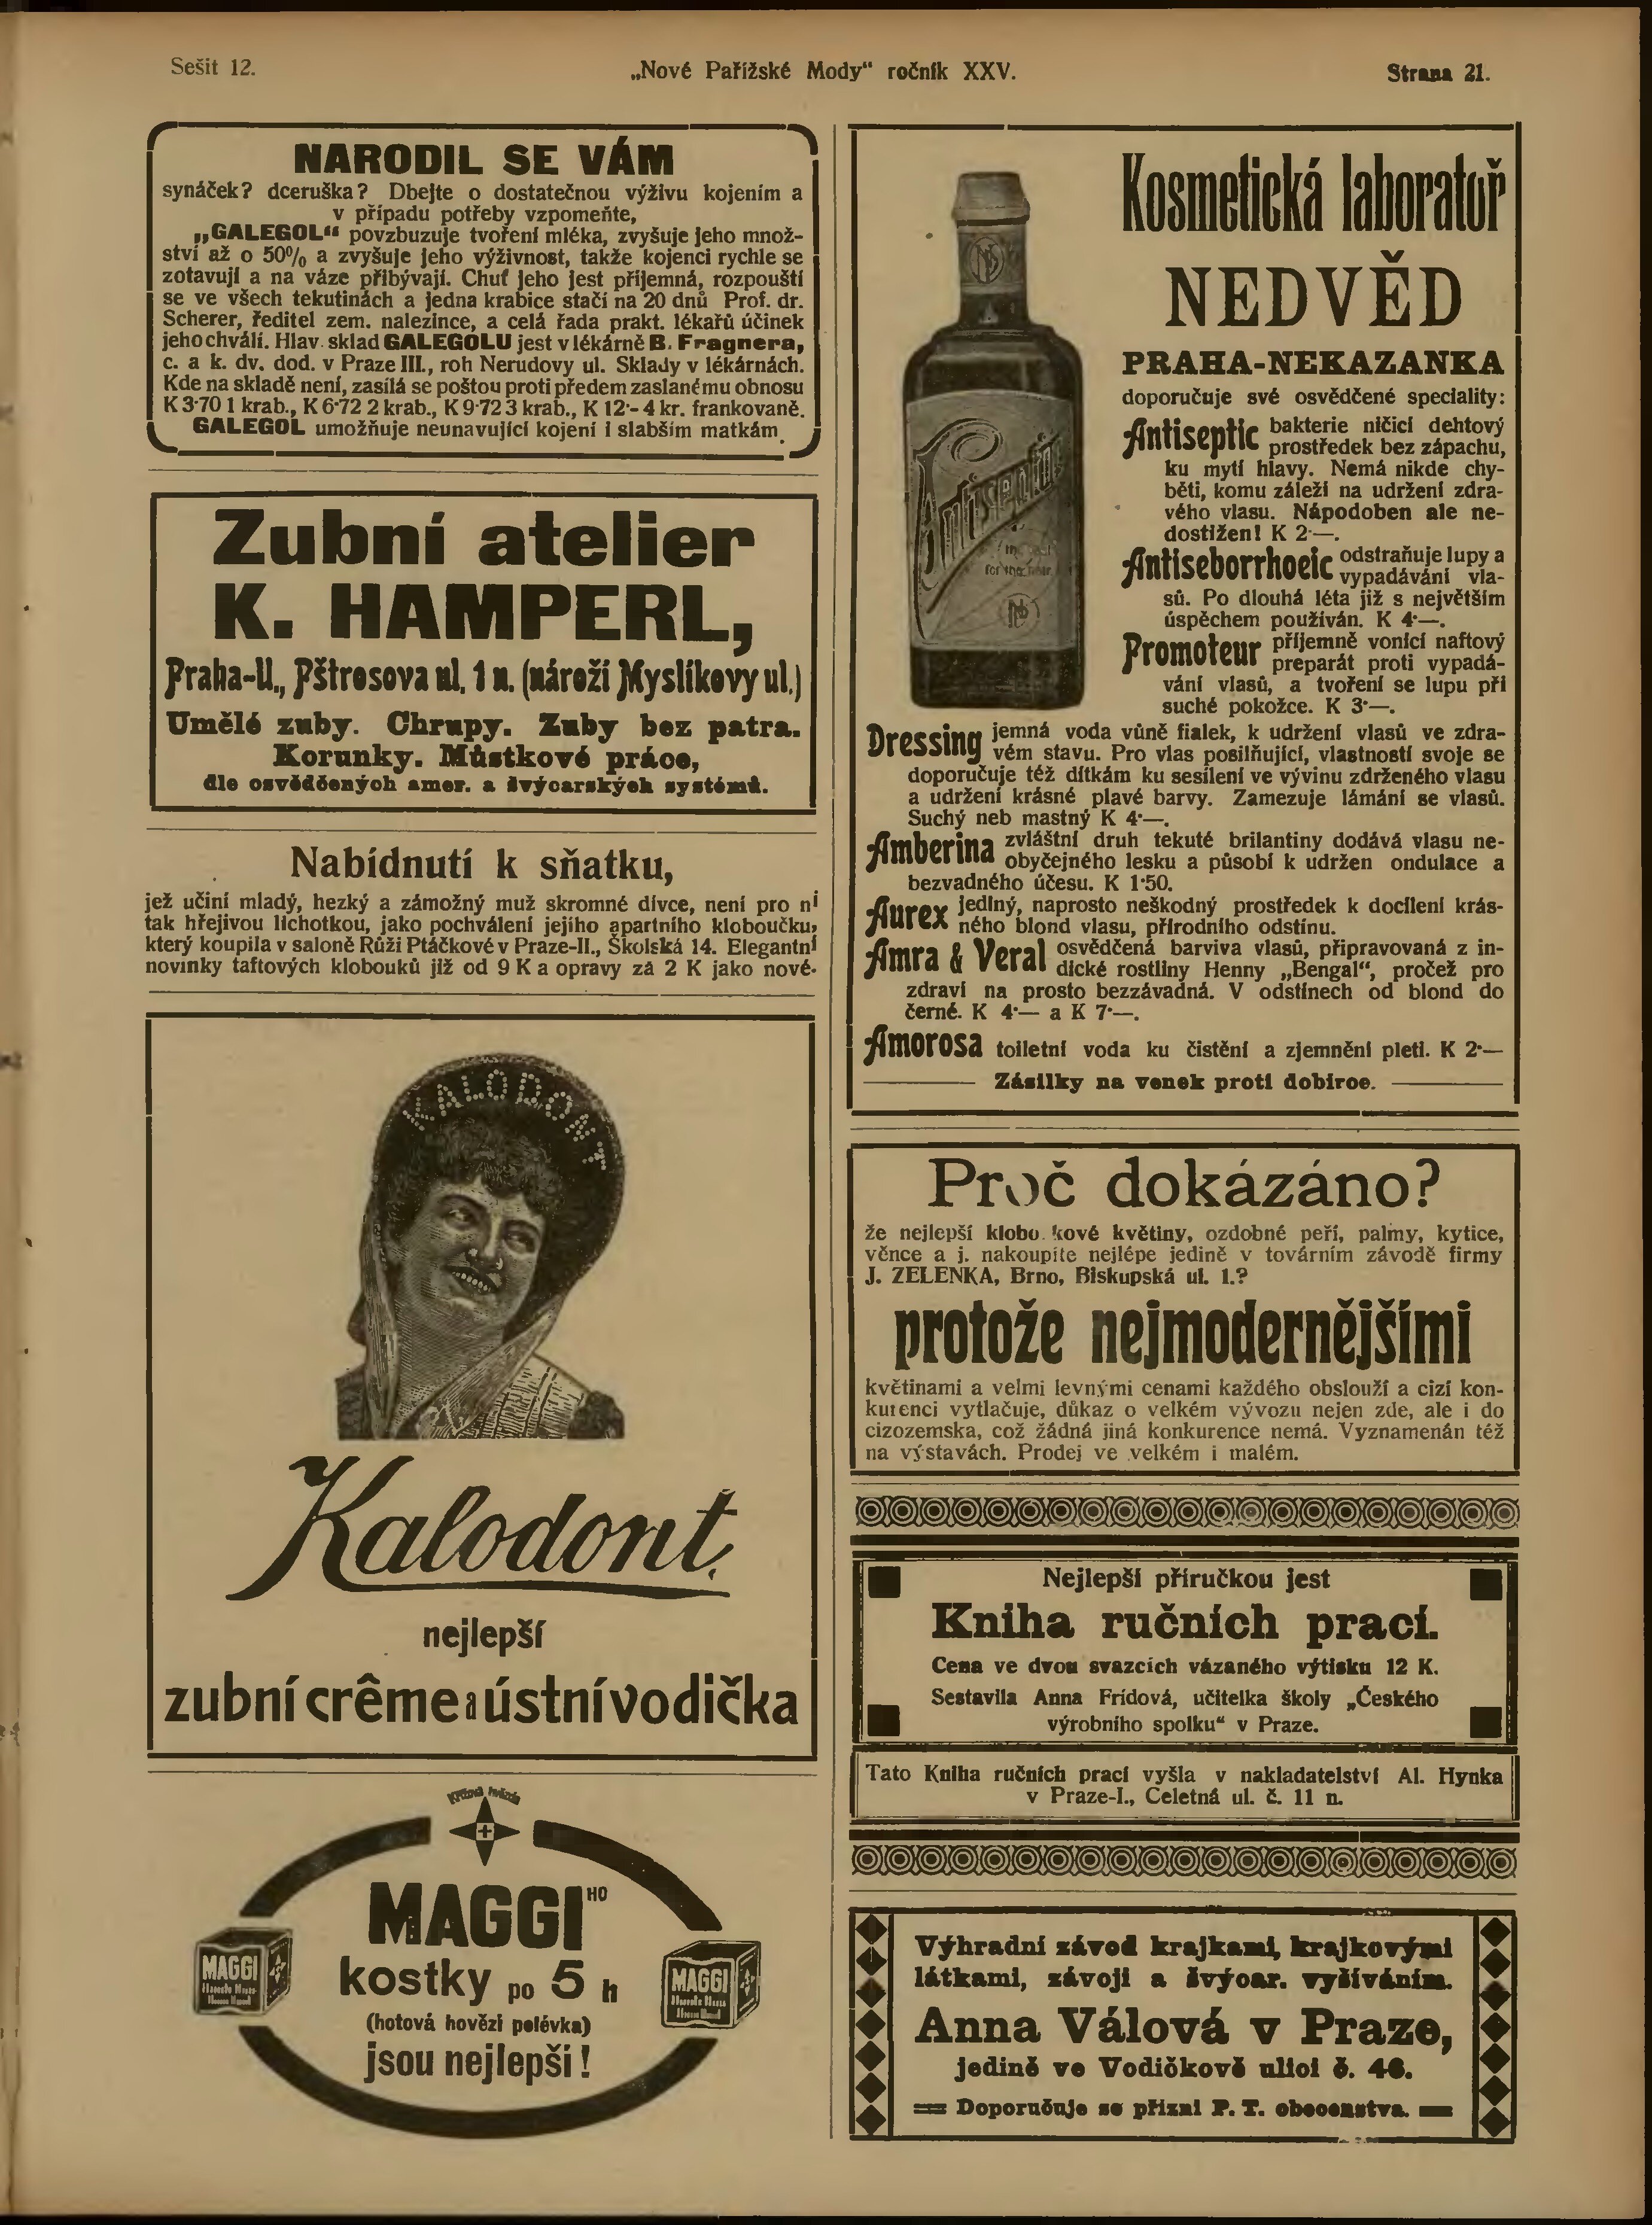 Sešit 12.
„Nové Pařížské Mody“ ročník XXV.
Strana 21.
NARODIL SE VÁM
synáček? dceruška? Dbejte o dostatečnou výživu kojením a
v případu potřeby vzpomeňte,
„GALEGOL“ povzbuzuje tvoření mléka, zvyšuje jeho množ-
ství až o 50% a zvyšuje jeho výživnost, takže kojenci rychle se
zotavují a na váze přibývají. Chuť jeho jest příjemná, rozpouští
se ve všech tekutinách a jedna krabice stačí na 20 dnů Prof. dr.
Scherer, ředitel zem. nalezince, a celá řada prakt. lékařů účinek
jeho chválí. Hlav. sklad GALEGOLU jest v lékárně B. Fragnera,
c. a k. dv. dod. v Praze III., roh Nerudovy ul. Sklady v lékárnách.
Kde na skladě není, zasílá se poštou proti předem zaslanému obnosu
K 3·70 1 krab., K 6·72 2 krab., K 9·72 3 krab., K 12·- 4 kr. frankovaně.
GALEGOL umožňuje neunavující kojení i slabším matkám.
Zubní atelier
K. HAMPERL,
Praha-II., Pštrosova ul. 1 n. (nároží Myslíkovy ul.)
Umělé zuby. Chrupy. Zuby bez patra.
Korunky. Můstkové práce,
dle osvědčených amer. a švýcarských systémů.
Nabídnutí k sňatku,
jež učiní mladý, hezký a zámožný muž skromné dívce, není pro ni
tak hřejivou lichotkou, jako pochválení jejího apartního kloboučku,
který koupila v saloně Růži Ptáčkové v Praze-II., Školská 14. Elegantní
novinky taftových klobouků již od 9 K a opravy za 2 K jako nové.
KALODONT
Kalodont
nejlepší
zubní crême a ústní vodička
Křížová hvězda
MAGGI HO
kostky po 5 h
(hotová hovězí polévka)
jsou nejlepší!
MAGGI
MAGGI
Kosmetická laboratoř
NEDVĚD
PRAHA-NEKAZANKA
doporučuje své osvědčené speciality:
Antiseptic bakterie ničící dehtový
prostředek bez zápachu,
ku mytí hlavy. Nemá nikde chy-
běti, komu záleží na udržení zdra-
vého vlasu. Nápodoben ale ne-
dostižen! K 2·—.
Antiseborrhoeic odstraňuje lupy a
vypadávání vla-
sů. Po dlouhá léta již s největším
úspěchem používán. K 4·—.
Promoteur příjemně vonící naftový
preparát proti vypadá-
vání vlasů, a tvoření se lupu při
suché pokožce. K 3·—.
Dressing jemná voda vůně fialek, k udržení vlasů ve zdra-
vém stavu. Pro vlas posilňující, vlastností svoje se
doporučuje též dítkám ku sesílení ve vývinu zdrženého vlasu
a udržení krásné plavé barvy. Zamezuje lámání se vlasů.
Suchý neb mastný K 4·—.
Amberina zvláštní druh tekuté brilantiny dodává vlasu ne-
obyčejného lesku a působí k udržen ondulace a
bezvadného účesu. K 1·50.
Aurex jediný, naprosto neškodný prostředek k docílení krás-
ného blond vlasu, přírodního odstínu.
Amra & Veral osvědčená barviva vlasů, připravovaná z in-
dické rostliny Henny „Bengal“, pročež pro
zdraví na prosto bezzávadná. V odstínech od blond do
černé. K 4·— a K 7·—.
Amorosa toiletní voda ku čistění a zjemnění pleti. K 2·—
Zásilky na venek proti dobírce.
Proč dokázáno?
že nejlepší klobo kové květiny, ozdobné peří, palmy, kytice,
věnce a j. nakoupíte nejlépe jedině v továrním závodě firmy
J. ZELENKA, Brno, Biskupská ul. 1.?
protože nejmodernějšími
květinami a velmi levnými cenami každého obslouží a cizí kon-
kurenci vytlačuje, důkaz o velkém vývozu nejen zde, ale i do
cizozemska, což žádná jiná konkurence nemá. Vyznamenán též
na výstavách. Prodej ve velkém i malém.
Nejlepší příručkou jest
Kniha ručních prací.
Cena ve dvou svazcích vázaného výtisku 12 K.
Sestavila Anna Frídová, učitelka školy „Českého
výrobního spolku“ v Praze.
Tato Kniha ručních prací vyšla v nakladatelství Al. Hynka
v Praze-I., Celetná ul. č. 11 n.
Výhradní závod krajkami, krajkovými
látkami, závoji a švýcar. vyšíváním.
Anna Válová v Praze,
jedině ve Vodičkově ulici č. 46.
Doporučuje se přízni P. T. obecenstva.